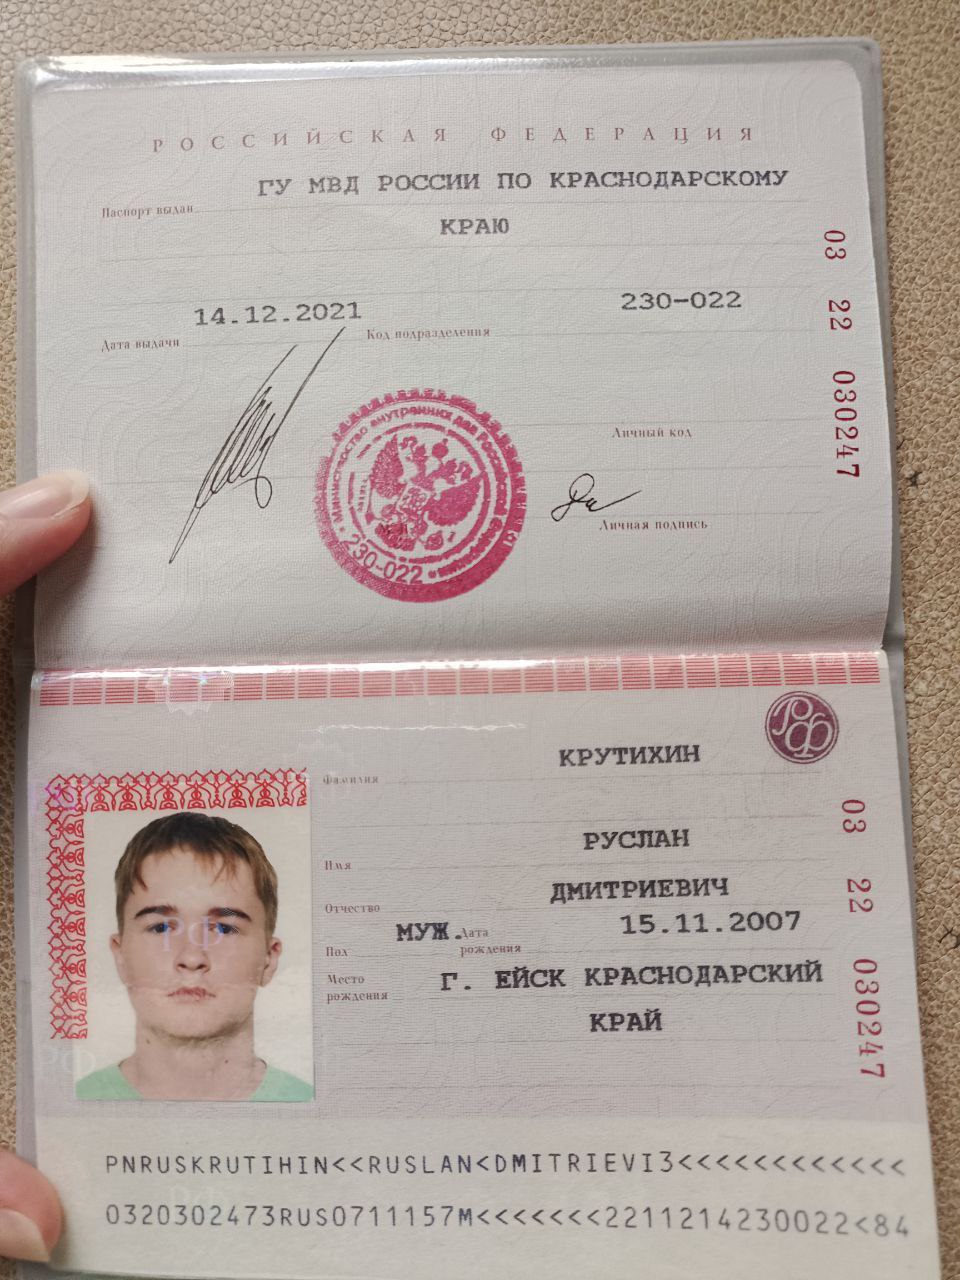 РОССИЙСКАЯ ФЕДЕРАЦИЯ
Паспорт выдан ГУ МВД РОССИИ ПО КРАСНОДАРСКОМУ
КРАЮ
Дата выдачи 14.12.2021 Код подразделения 230-022
Личный код
Личная подпись
Министерство внутренних дел Российской
230-022
03 22 030247
РФ
Фамилия КРУТИХИН
Имя РУСЛАН
Отчество ДМИТРИЕВИЧ
Пол МУЖ. Дата рождения 15.11.2007
Место рождения Г. ЕЙСК КРАСНОДАРСКИЙ
КРАЙ
03 22 030247
РФ
PNRUSKRUTIHIN<<RUSLAN<DMITRIEVI3<<<<<<<<<<<<
0320302473RUS0711157M<<<<<<<2211214230022<84